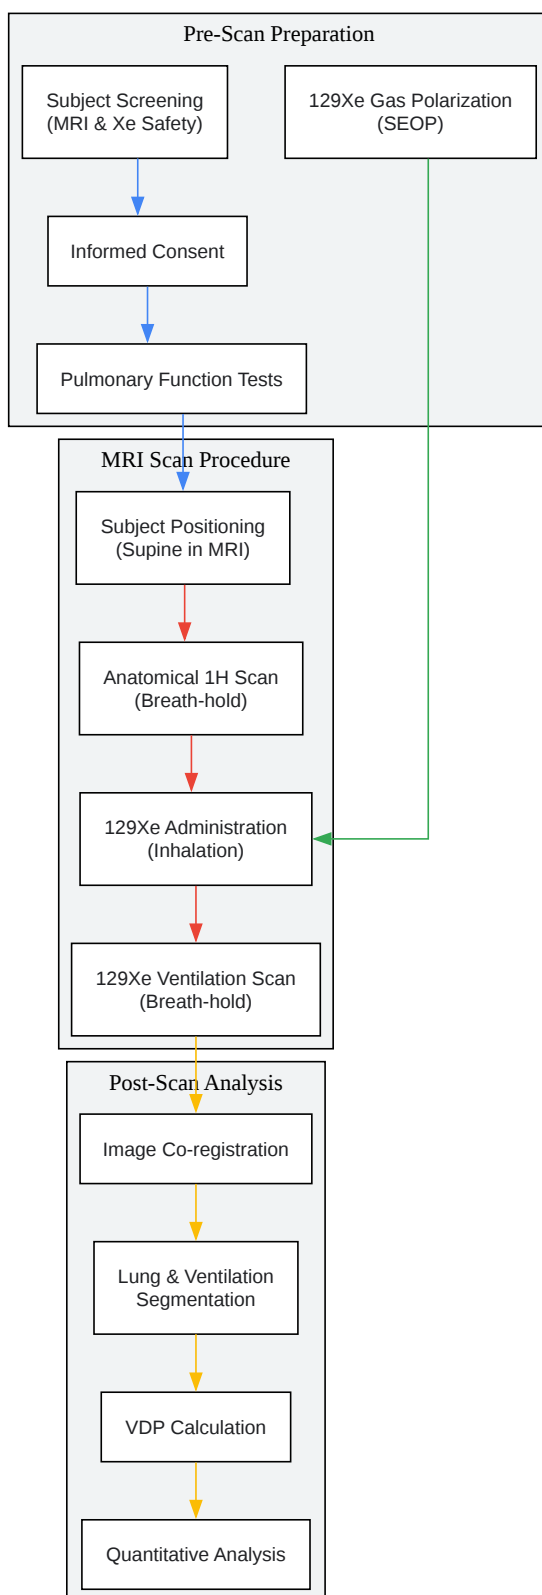 Pre-Scan Preparation
Subject Screening
(MRI & Xe Safety)
129Xe Gas Polarization
(SEOP)
Informed Consent
Pulmonary Function Tests
MRI Scan Procedure
Subject Positioning
(Supine in MRI)
Anatomical 1H Scan
(Breath-hold)
129Xe Administration
(Inhalation)
129Xe Ventilation Scan
(Breath-hold)
Post-Scan Analysis
Image Co-registration
Lung & Ventilation
Segmentation
VDP Calculation
Quantitative Analysis